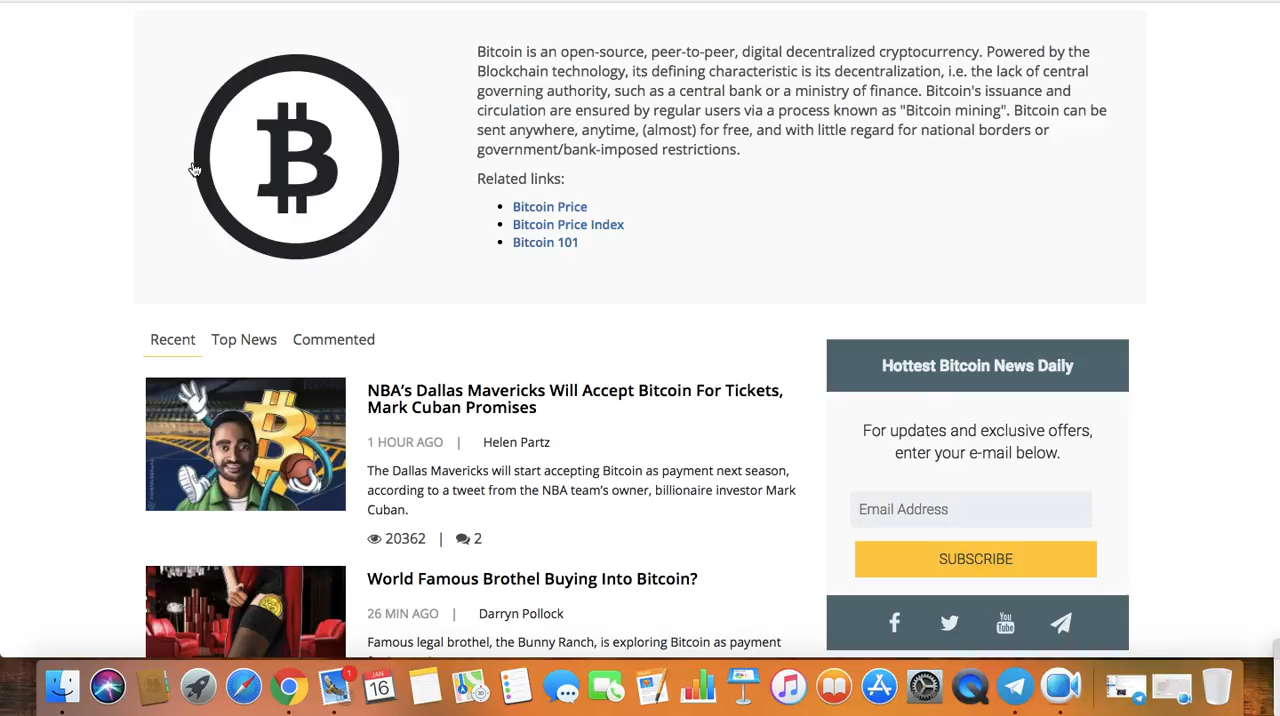 Bitcoin is an open-source, peer-to-peer, digital decentralized cryptocurrency. Powered by the
Blockchain technology, its defining characteristic is its decentralization, i.e. the lack of central
governing authority, such as a central bank or a ministry of finance. Bitcoin's issuance and
circulation are ensured by regular users via a process known as "Bitcoin mining". Bitcoin can be
sent anywhere, anytime, (almost) for free, and with little regard for national borders or
government/bank-imposed restrictions.
Related links:
Bitcoin Price
Bitcoin Price Index
Bitcoin 101
Recent Top News Commented
NBA’s Dallas Mavericks Will Accept Bitcoin For Tickets,
Mark Cuban Promises
1 HOUR AGO | Helen Partz
The Dallas Mavericks will start accepting Bitcoin as payment next season,
according to a tweet from the NBA team’s owner, billionaire investor Mark
Cuban.
20362 | 2
World Famous Brothel Buying Into Bitcoin?
26 MIN AGO | Darryn Pollock
Famous legal brothel, the Bunny Ranch, is exploring Bitcoin as payment
Hottest Bitcoin News Daily
For updates and exclusive offers,
enter your e-mail below.
Email Address
SUBSCRIBE
You
Tube
1
JAN
16